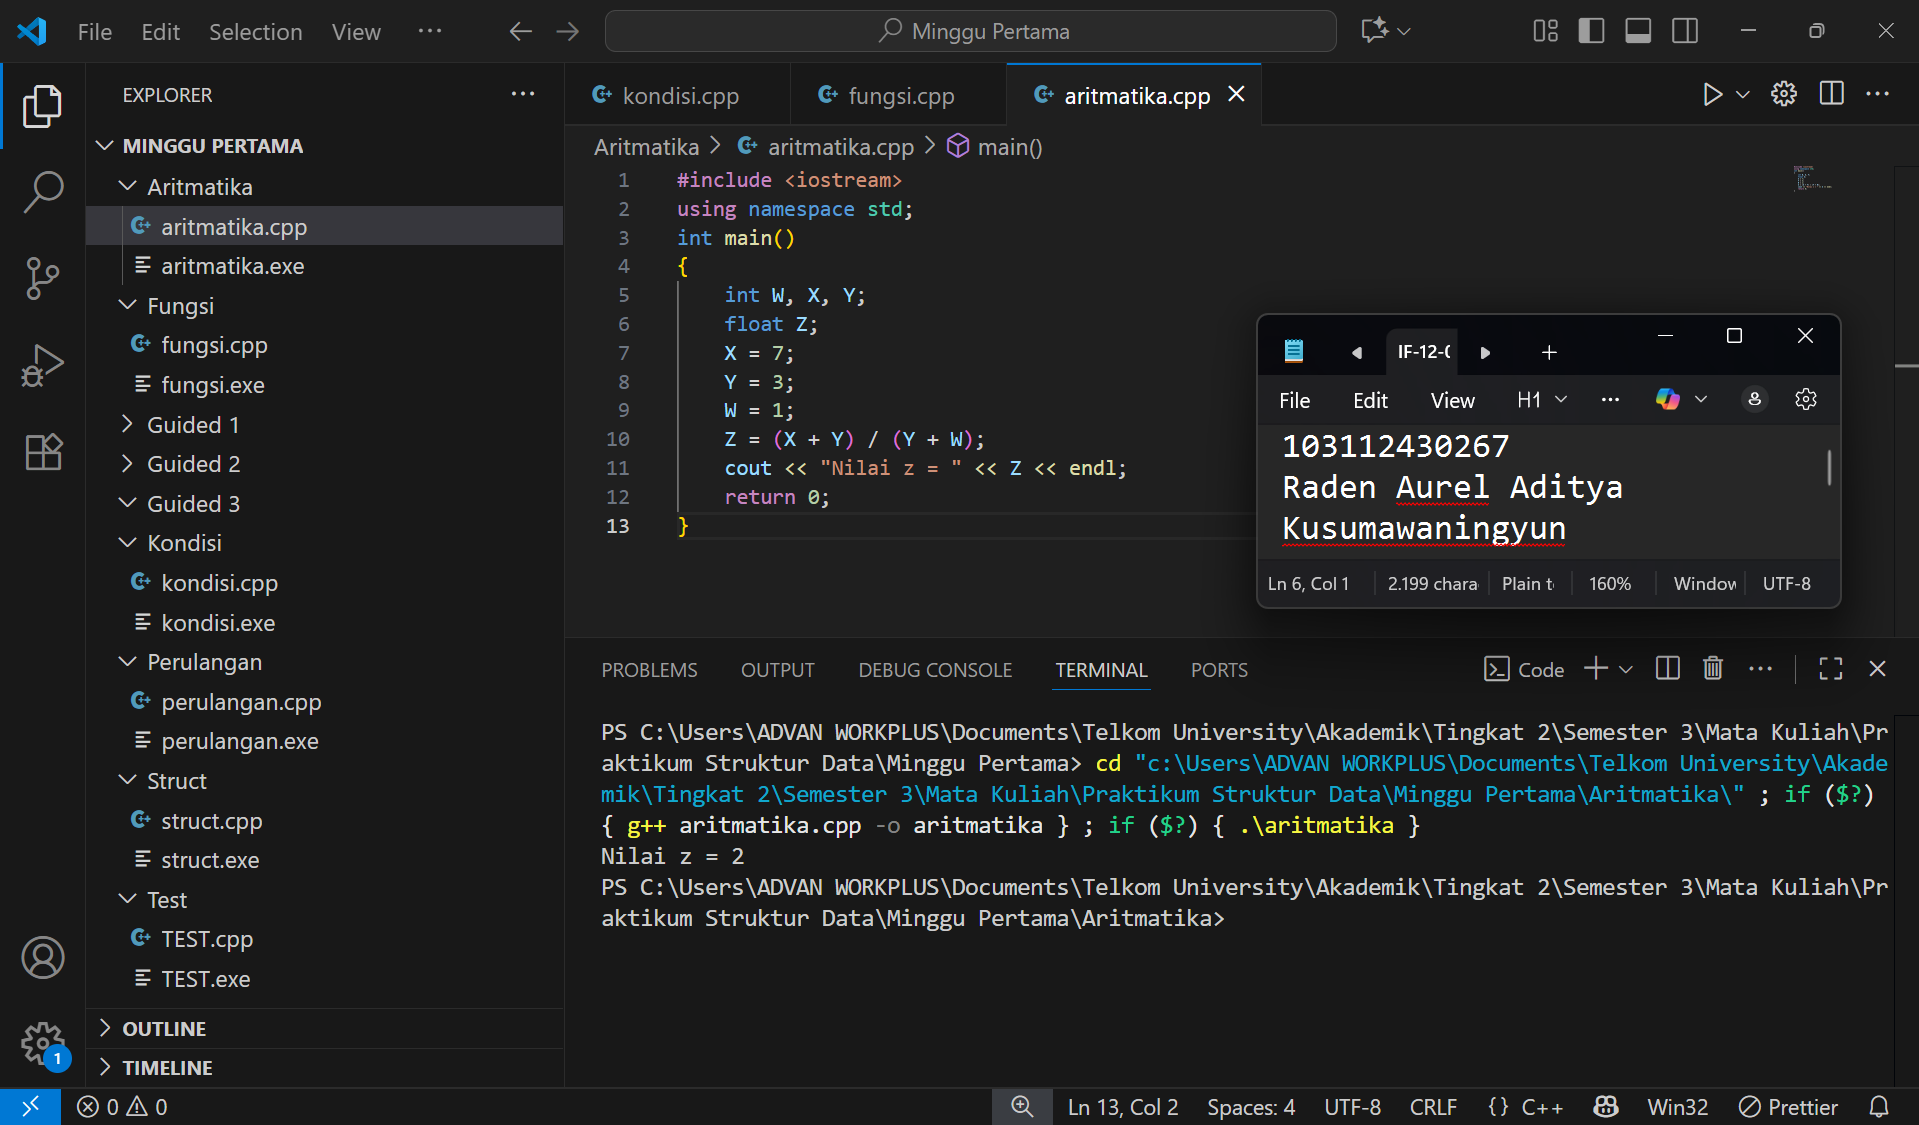 File Edit Selection View ···
Minggu Pertama
EXPLORER ···
MINGGU PERTAMA
Aritmatika
aritmatika.cpp
aritmatika.exe
Fungsi
fungsi.cpp
fungsi.exe
Guided 1
Guided 2
Guided 3
Kondisi
kondisi.cpp
kondisi.exe
Perulangan
perulangan.cpp
perulangan.exe
Struct
struct.cpp
struct.exe
Test
TEST.cpp
TEST.exe
OUTLINE
TIMELINE
1
kondisi.cpp fungsi.cpp aritmatika.cpp
Aritmatika > aritmatika.cpp > main()
1 #include <iostream>
2 using namespace std;
3 int main()
4 {
5 int W, X, Y;
6 float Z;
7 X = 7;
8 Y = 3;
9 W = 1;
10 Z = (X + Y) / (Y + W);
11 cout << "Nilai z = " << Z << endl;
12 return 0;
13 }
IF-12-
File Edit View H1 ···
103112430267
Raden Aurel Aditya
Kusumawaningyun
Ln 6, Col 1 2.199 chara Plain t 160% Window UTF-8
PROBLEMS OUTPUT DEBUG CONSOLE TERMINAL PORTS Code
PS C:\Users\ADVAN WORKPLUS\Documents\Telkom University\Akademik\Tingkat 2\Semester 3\Mata Kuliah\Pr
aktikum Struktur Data\Minggu Pertama> cd "c:\Users\ADVAN WORKPLUS\Documents\Telkom University\Akade
mik\Tingkat 2\Semester 3\Mata Kuliah\Praktikum Struktur Data\Minggu Pertama\Aritmatika\" ; if ($?)
{ g++ aritmatika.cpp -o aritmatika } ; if ($?) { .\aritmatika }
Nilai z = 2
PS C:\Users\ADVAN WORKPLUS\Documents\Telkom University\Akademik\Tingkat 2\Semester 3\Mata Kuliah\Pr
aktikum Struktur Data\Minggu Pertama\Aritmatika>
0 0 Ln 13, Col 2 Spaces: 4 UTF-8 CRLF {} C++ Win32 Prettier